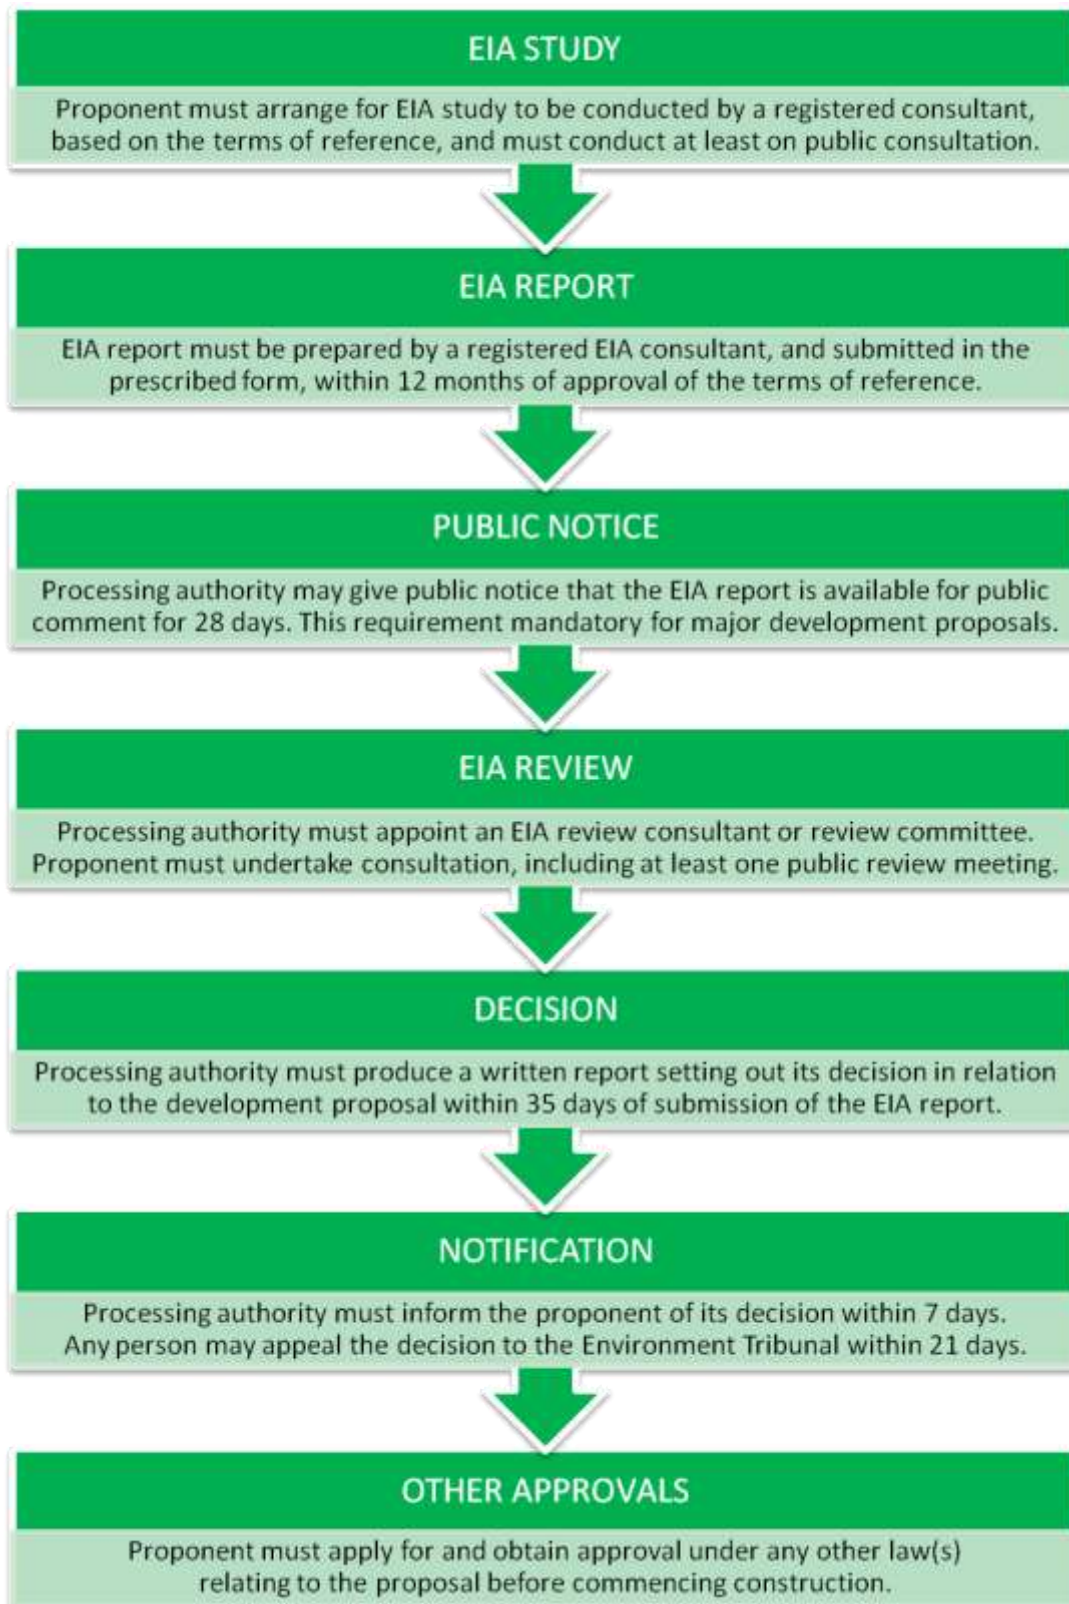 EIA STUDY
Proponent must arrange for EIA study to be conducted by a registered consultant,
based on the terms of reference, and must conduct at least on public consultation.
EIA REPORT
EIA report must be prepared by a registered EIA consultant, and submitted in the
prescribed form, within 12 months of approval of the terms of reference.
PUBLIC NOTICE
Processing authority may give public notice that the EIA report is available for public
comment for 28 days. This requirement mandatory for major development proposals.
EIA REVIEW
Processing authority must appoint an EIA review consultant or review committee.
Proponent must undertake consultation, including at least one public review meeting.
DECISION
Processing authority must produce a written report setting out its decision in relation
to the development proposal within 35 days of submission of the EIA report.
NOTIFICATION
Processing authority must inform the proponent of its decision within 7 days.
Any person may appeal the decision to the Environment Tribunal within 21 days.
OTHER APPROVALS
Proponent must apply for and obtain approval under any other law(s)
relating to the proposal before commencing construction.